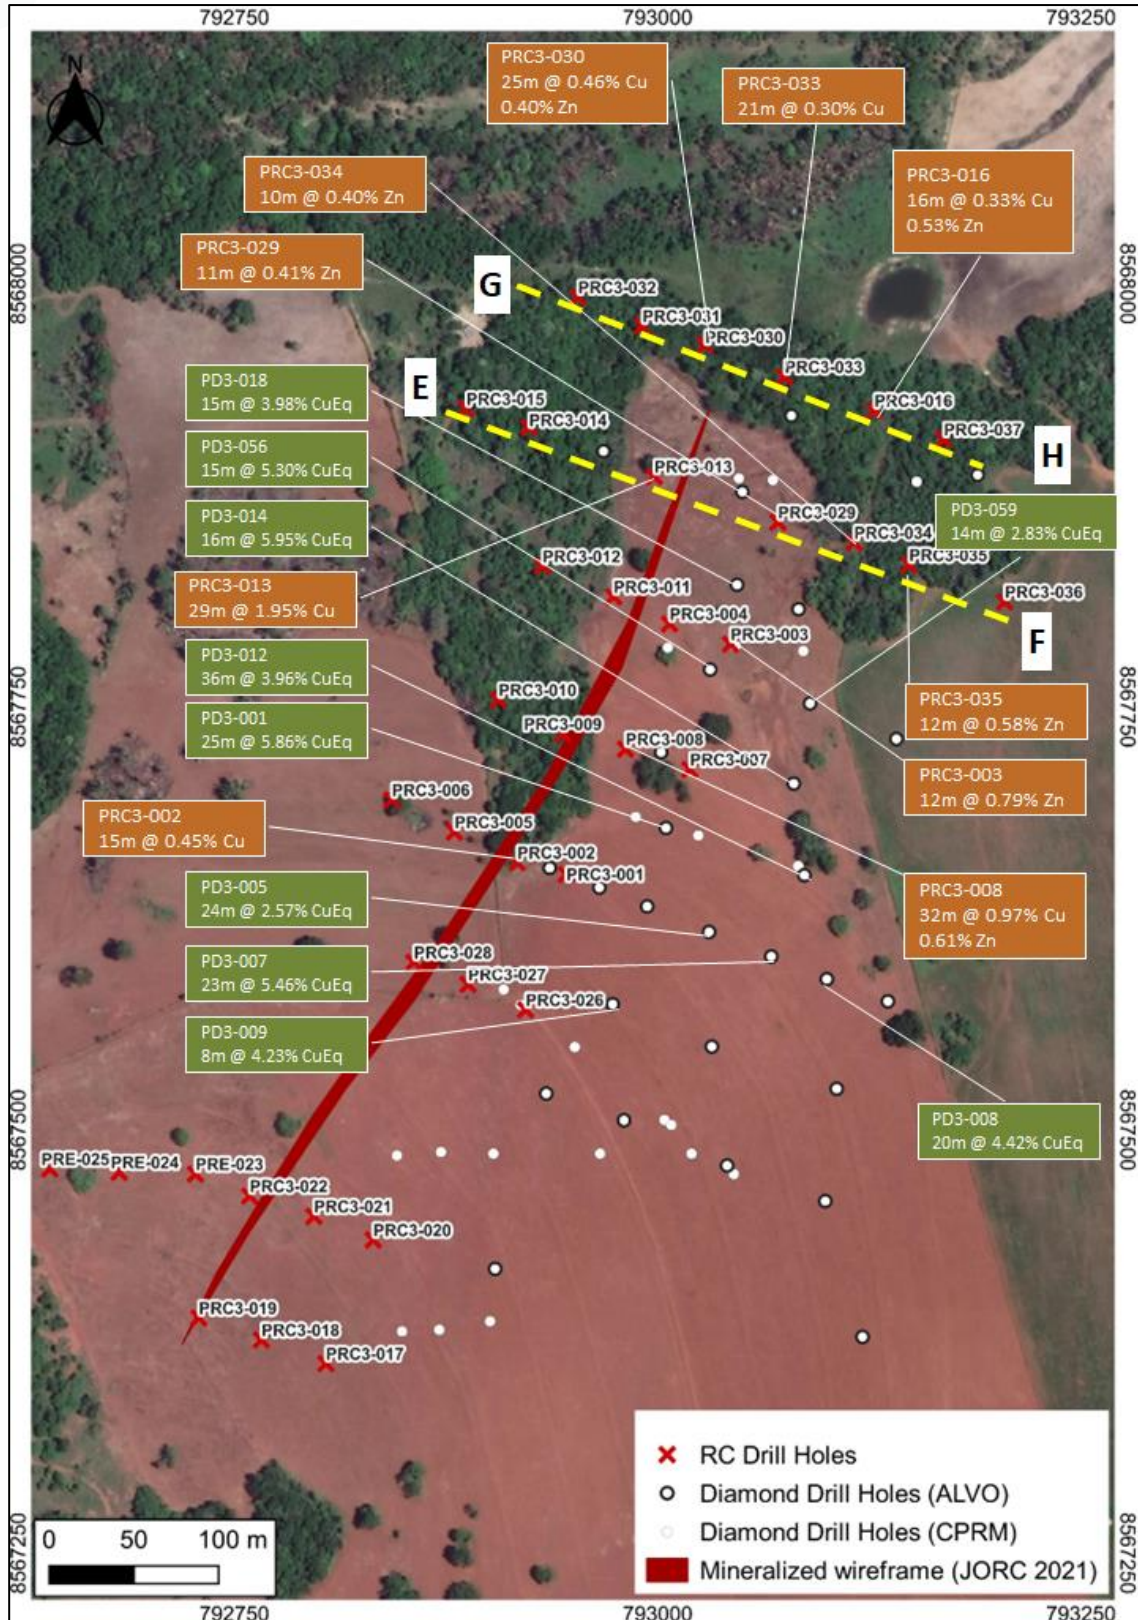 792750
793000
793250
N
PRC3-030
25m @ 0.46% Cu
0.40% Zn
PRC3-033
21m @ 0.30% Cu
PRC3-034
10m @ 0.40% Zn
PRC3-016
16m @ 0.33% Cu
0.53% Zn
PRC3-029
11m @ 0.41% Zn
8568000
8568000
G
PRC3-032
PRC3-031
PRC3-030
PRC3-033
PRC3-016
PRC3-037
H
E
PRC3-015
PRC3-014
PRC3-013
PRC3-029
PRC3-034
PRC3-035
PRC3-036
F
PD3-018
15m @ 3.98% CuEq
PD3-056
15m @ 5.30% CuEq
PD3-014
16m @ 5.95% CuEq
PD3-059
14m @ 2.83% CuEq
PRC3-013
29m @ 1.95% Cu
PRC3-012
PRC3-011
PRC3-004
PRC3-003
PD3-012
36m @ 3.96% CuEq
PD3-001
25m @ 5.86% CuEq
PRC3-035
12m @ 0.58% Zn
8567750
8567750
PRC3-010
PRC3-009
PRC3-008
PRC3-007
PRC3-003
12m @ 0.79% Zn
PRC3-006
PRC3-005
PRC3-002
15m @ 0.45% Cu
PRC3-002
PRC3-001
PD3-005
24m @ 2.57% CuEq
PRC3-008
32m @ 0.97% Cu
0.61% Zn
PD3-007
23m @ 5.46% CuEq
PRC3-028
PRC3-027
PRC3-026
PD3-009
8m @ 4.23% CuEq
PD3-008
20m @ 4.42% CuEq
8567500
8567500
PRE-025
PRE-024
PRE-023
PRC3-022
PRC3-021
PRC3-020
PRC3-019
PRC3-018
PRC3-017
RC Drill Holes
Diamond Drill Holes (ALVO)
Diamond Drill Holes (CPRM)
Mineralized wireframe (JORC 2021)
0 50 100 m
8567250
8567250
792750
793000
793250